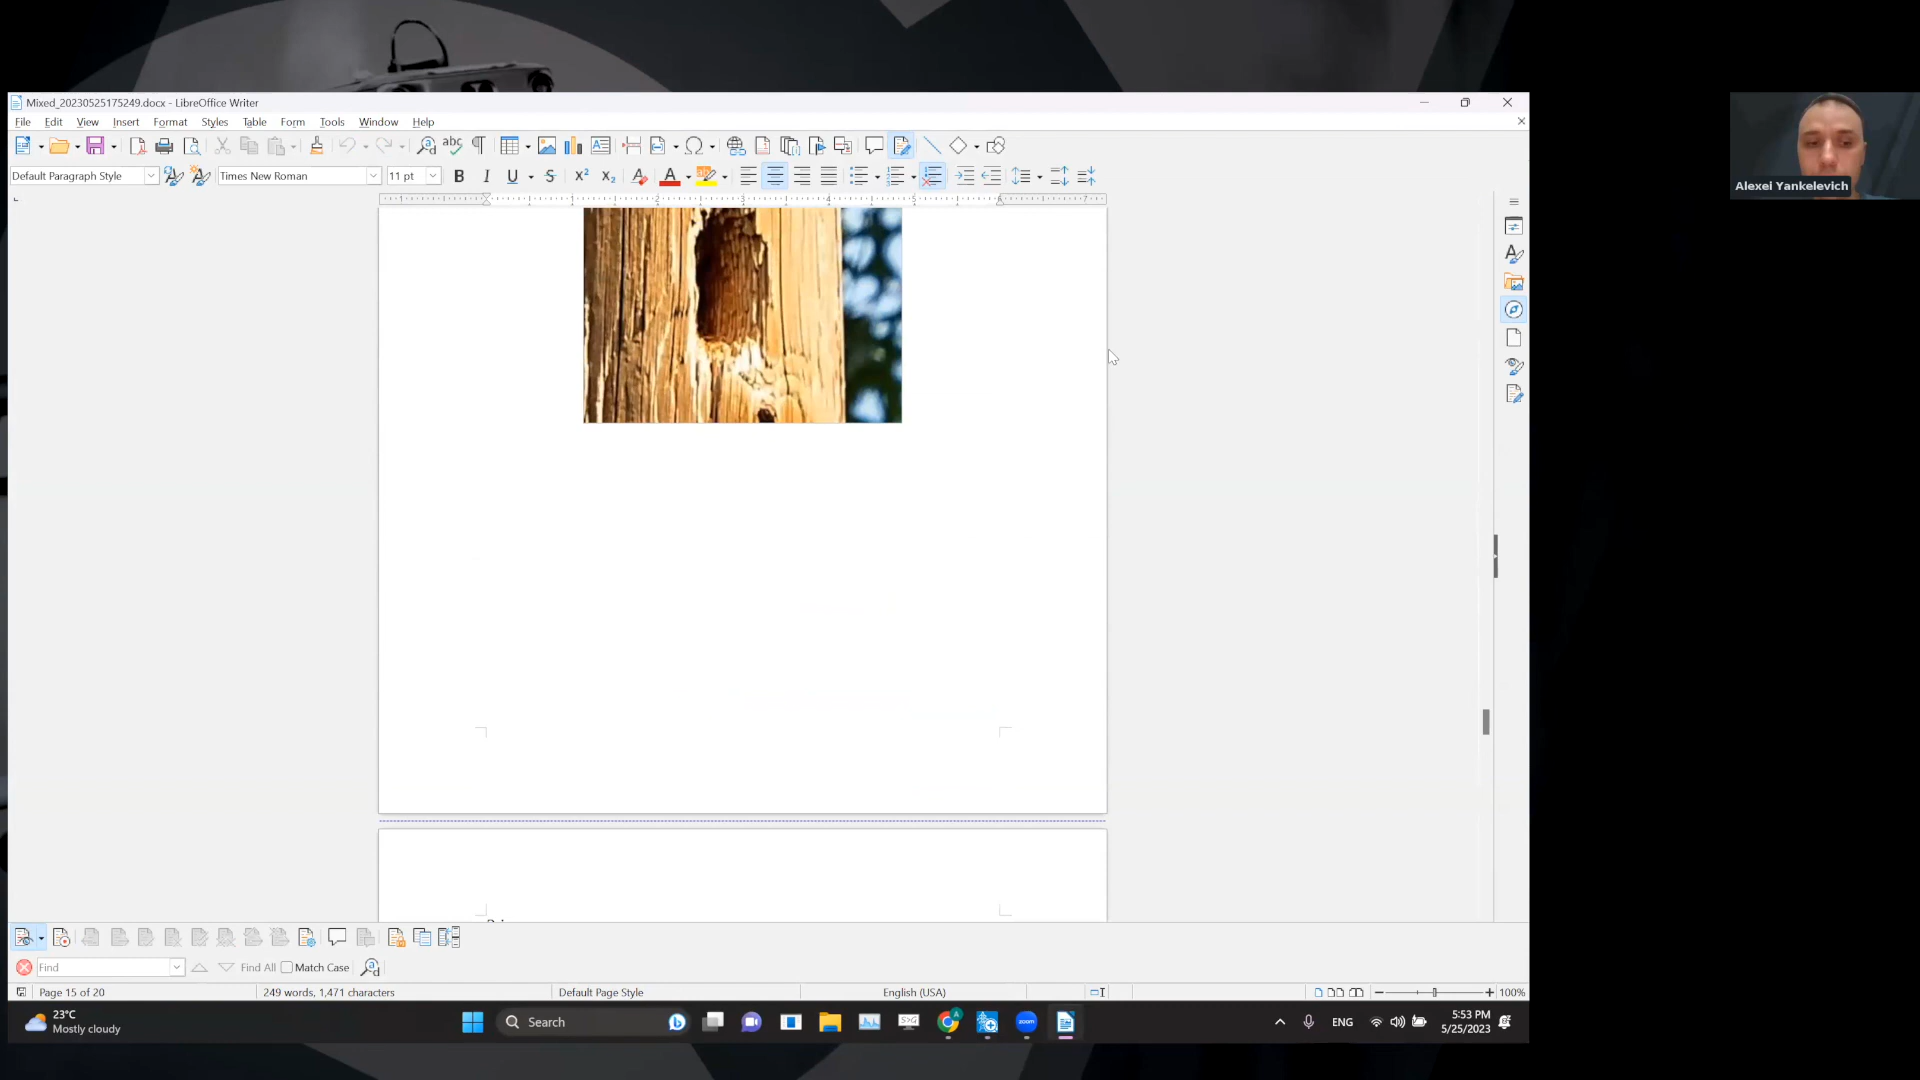 Mixed_20230525175249.docx - LibreOffice Writer
File Edit View Insert Format Styles Table Form Tools Window Help
Default Paragraph Style Times New Roman 11 pt
Alexei Yankelevich
Find Find All Match Case
Page 15 of 20 249 words, 1,471 characters Default Page Style English (USA) 100%
23°C
Mostly cloudy
Search
zoom
ENG
5:53 PM
5/25/2023